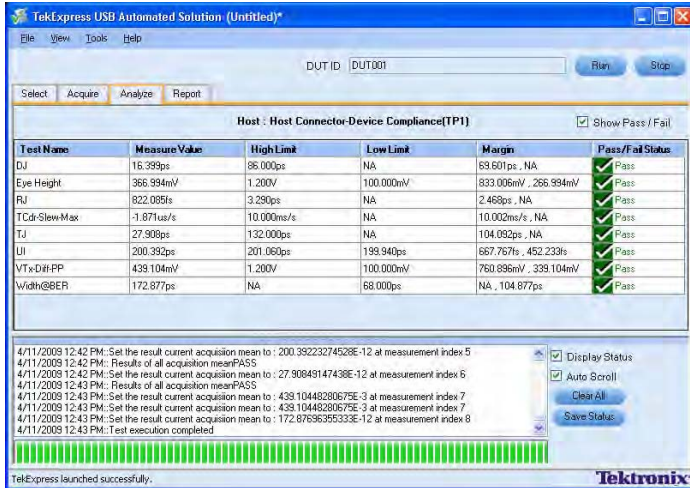 TekExpress USB Automated Solution (Untitled)*
File View Tools Help
DUT ID DUT001 Run Stop
Select Acquire Analyze Report
Host : Host Connector-Device Compliance(TP1) Show Pass / Fail
Test Name Measure Value High Limit Low Limit Margin Pass/Fail Status
DJ 16.399ps 86.000ps NA 69.601ps , NA Pass
Eye Height 366.994mV 1.200V 100.000mV 833.006mV , 266.994mV Pass
RJ 822.085fs 3.290ps NA 2.468ps , NA Pass
TCdr-Slew-Max -1.871us/s 10.000ms/s NA 10.002ms/s , NA Pass
TJ 27.908ps 132.000ps NA 104.092ps , NA Pass
UI 200.392ps 201.060ps 199.940ps 667.767fs , 452.233fs Pass
VTx-Diff-PP 439.104mV 1.200V 100.000mV 760.896mV , 339.104mV Pass
Width@BER 172.877ps NA 68.000ps NA , 104.877ps Pass
4/11/2009 12:42 PM::Set the result current acquisiion mean to : 200.39223274528E-12 at measurement index 5
4/11/2009 12:42 PM:: Results of all acquisition meanPASS
4/11/2009 12:42 PM::Set the result current acquisiion mean to : 27.90849147438E-12 at measurement index 6
4/11/2009 12:43 PM:: Results of all acquisition meanPASS
4/11/2009 12:43 PM::Set the result current acquisiion mean to : 439.10448280675E-3 at measurement index 7
4/11/2009 12:43 PM::Set the result current acquisiion mean to : 439.10448280675E-3 at measurement index 7
4/11/2009 12:43 PM::Set the result current acquisiion mean to : 172.87696355333E-12 at measurement index 8
4/11/2009 12:43 PM::Test execution completed
Display Status
Auto Scroll
Clear All
Save Status
TekExpress launched successfully. Tektronix